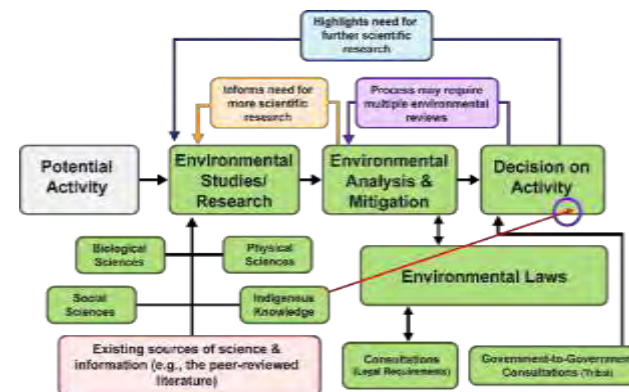 Highlights need for
further scientific
research
Informs need for
more scientific
research
Process may require
multiple environmental
reviews
Potential
Activity
Environmental
Studies/
Research
Environmental
Analysis &
Mitigation
Decision on
Activity
Biological
Sciences
Physical
Sciences
Social
Sciences
Indigenous
Knowledge
Environmental Laws
Existing sources of science &
information (e.g., the peer-reviewed
literature)
Consultations
(Legal Requirements)
Government-to-Government
Consultations (Tribal)